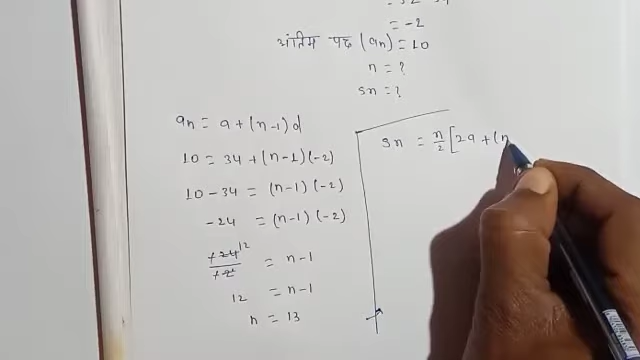 = -2
अंतिम पद (an) = 10
n = ?
sn = ?
an = a + (n-1) d
10 = 34 + (n-1) (-2)
10 - 34 = (n-1) (-2)
-24 = (n-1) (-2)
+24 12 / +2 = n-1
12 = n-1
n = 13
sn = n/2 [2a + (n